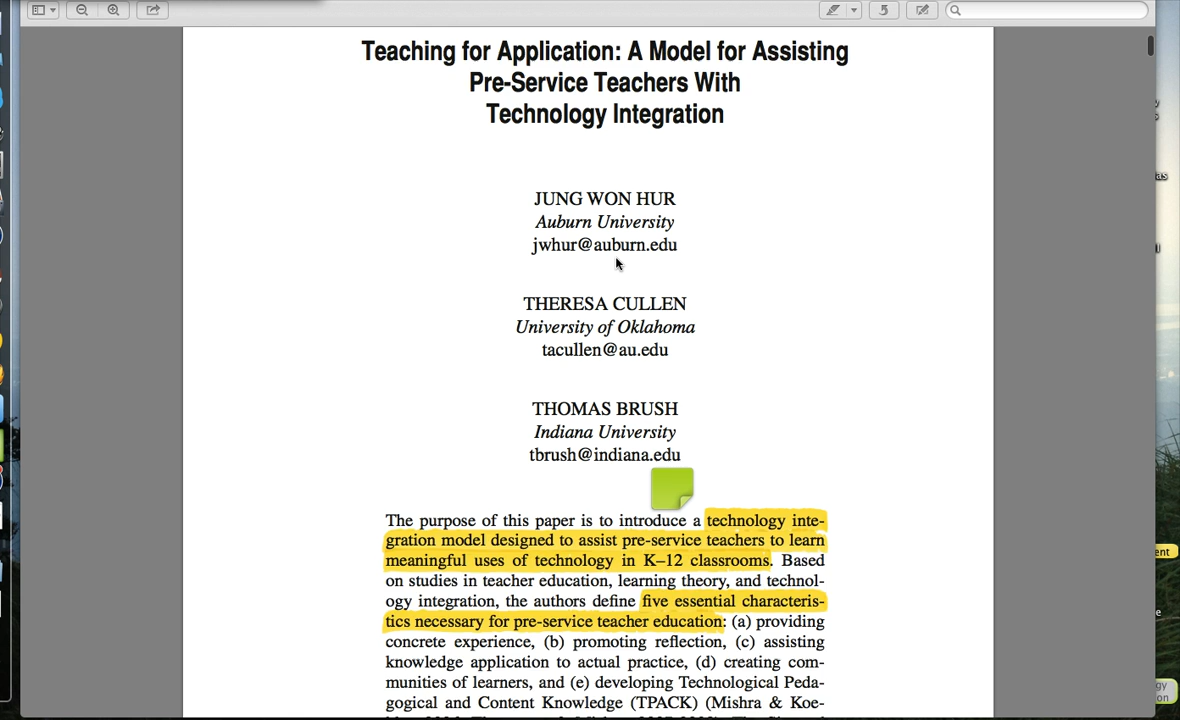 Teaching for Application: A Model for Assisting
Pre-Service Teachers With
Technology Integration
JUNG WON HUR
Auburn University
jwhur@auburn.edu
THERESA CULLEN
University of Oklahoma
tacullen@au.edu
THOMAS BRUSH
Indiana University
tbrush@indiana.edu
The purpose of this paper is to introduce a technology inte-
gration model designed to assist pre-service teachers to learn
meaningful uses of technology in K–12 classrooms. Based
on studies in teacher education, learning theory, and technol-
ogy integration, the authors define five essential characteris-
tics necessary for pre-service teacher education: (a) providing
concrete experience, (b) promoting reflection, (c) assisting
knowledge application to actual practice, (d) creating com-
munities of learners, and (e) developing Technological Peda-
gogical and Content Knowledge (TPACK) (Mishra & Koe-